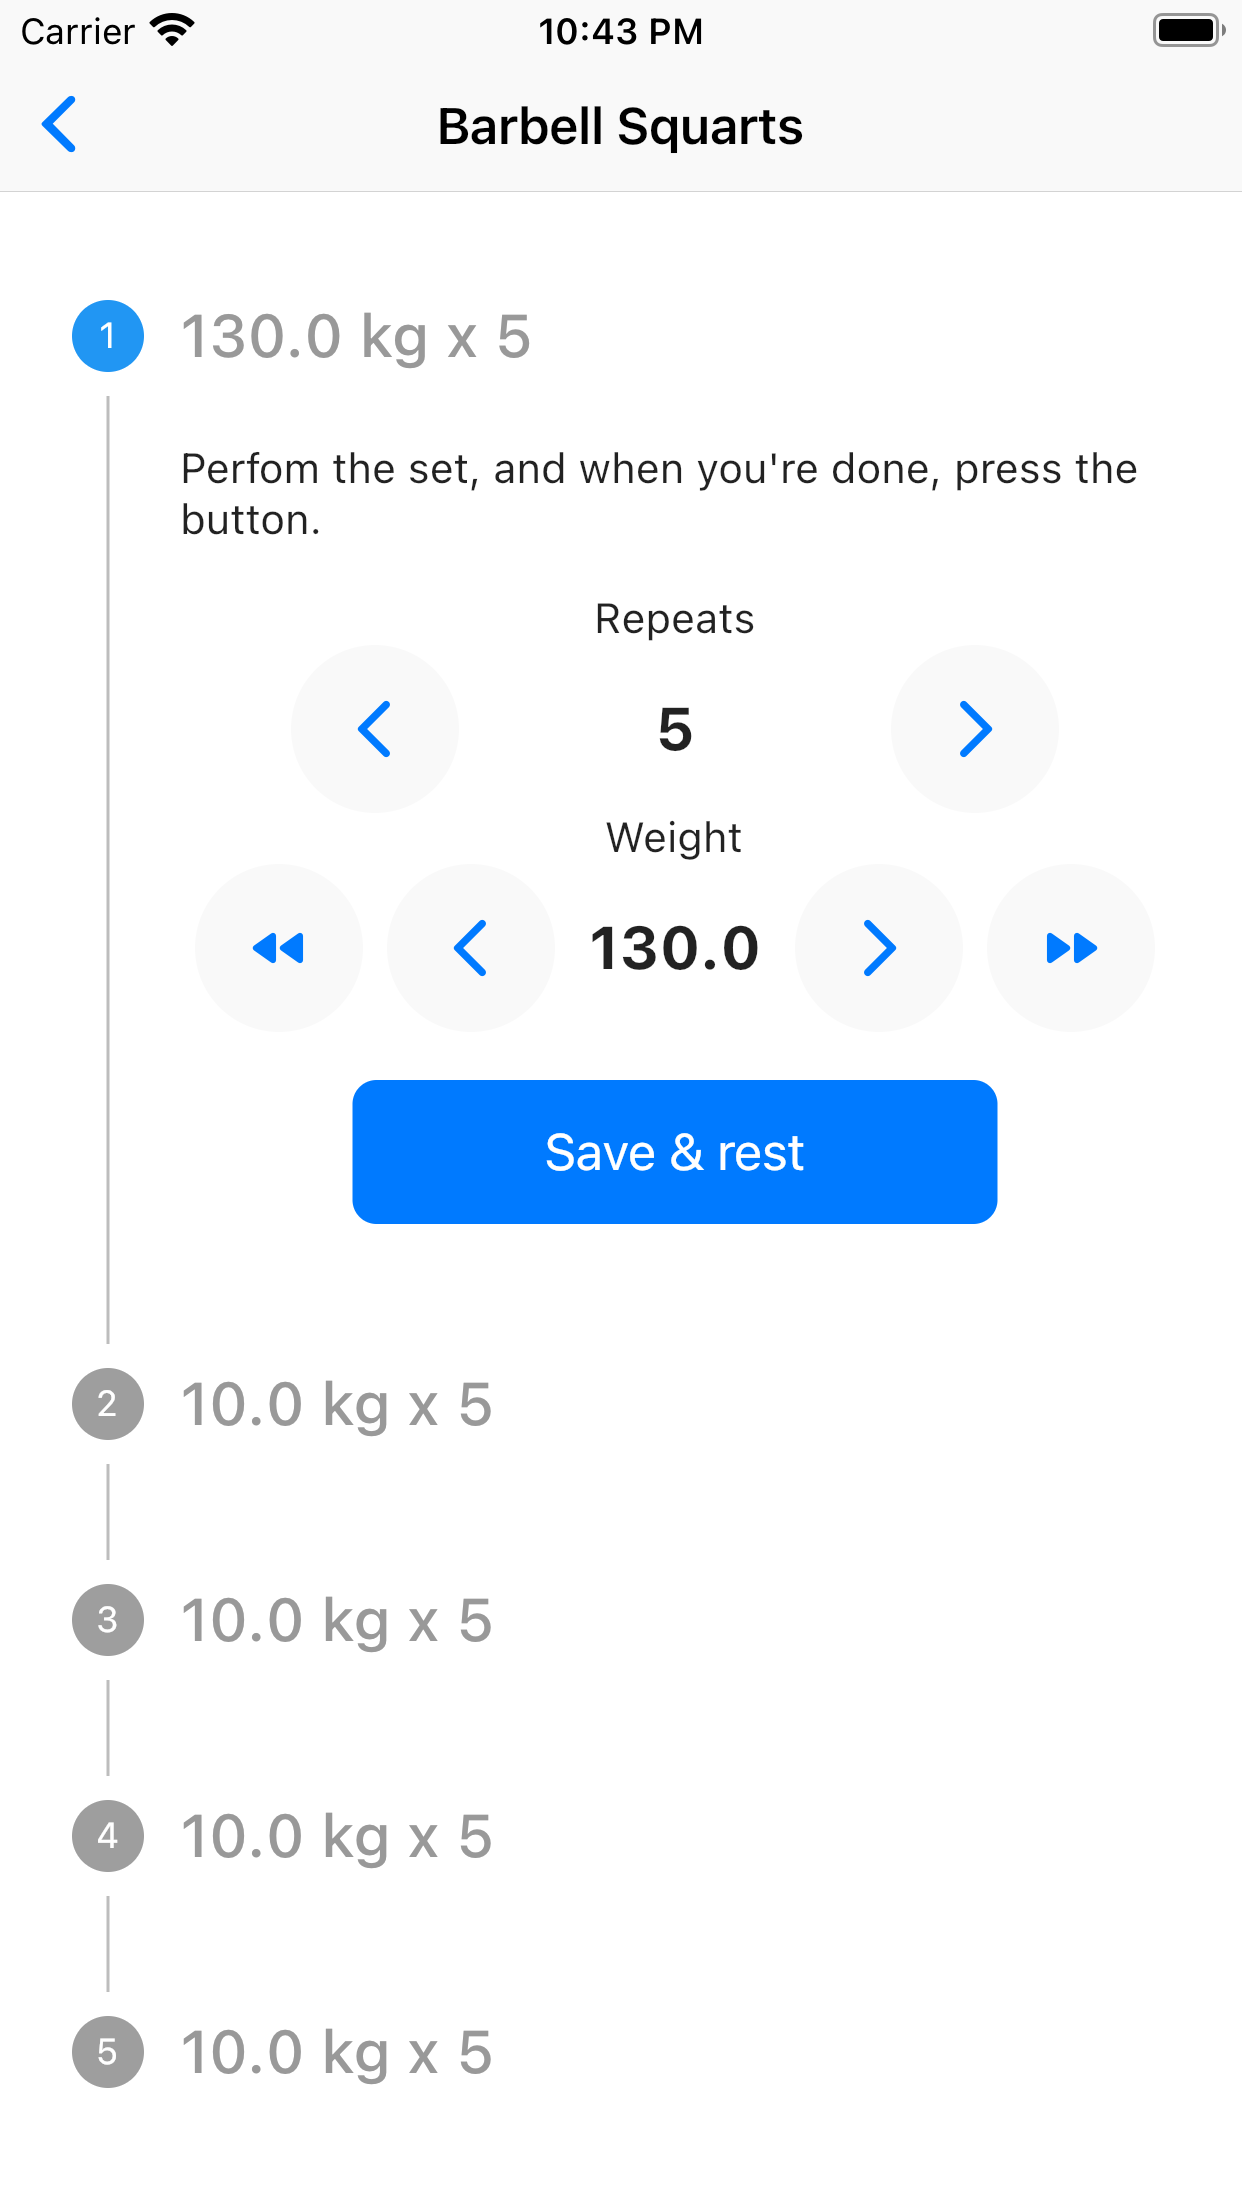 Carrier 10:43 PM
Barbell Squarts
1 130.0 kg x 5
Perfom the set, and when you're done, press the
button.
Repeats
5
Weight
130.0
Save & rest
2 10.0 kg x 5
3 10.0 kg x 5
4 10.0 kg x 5
5 10.0 kg x 5